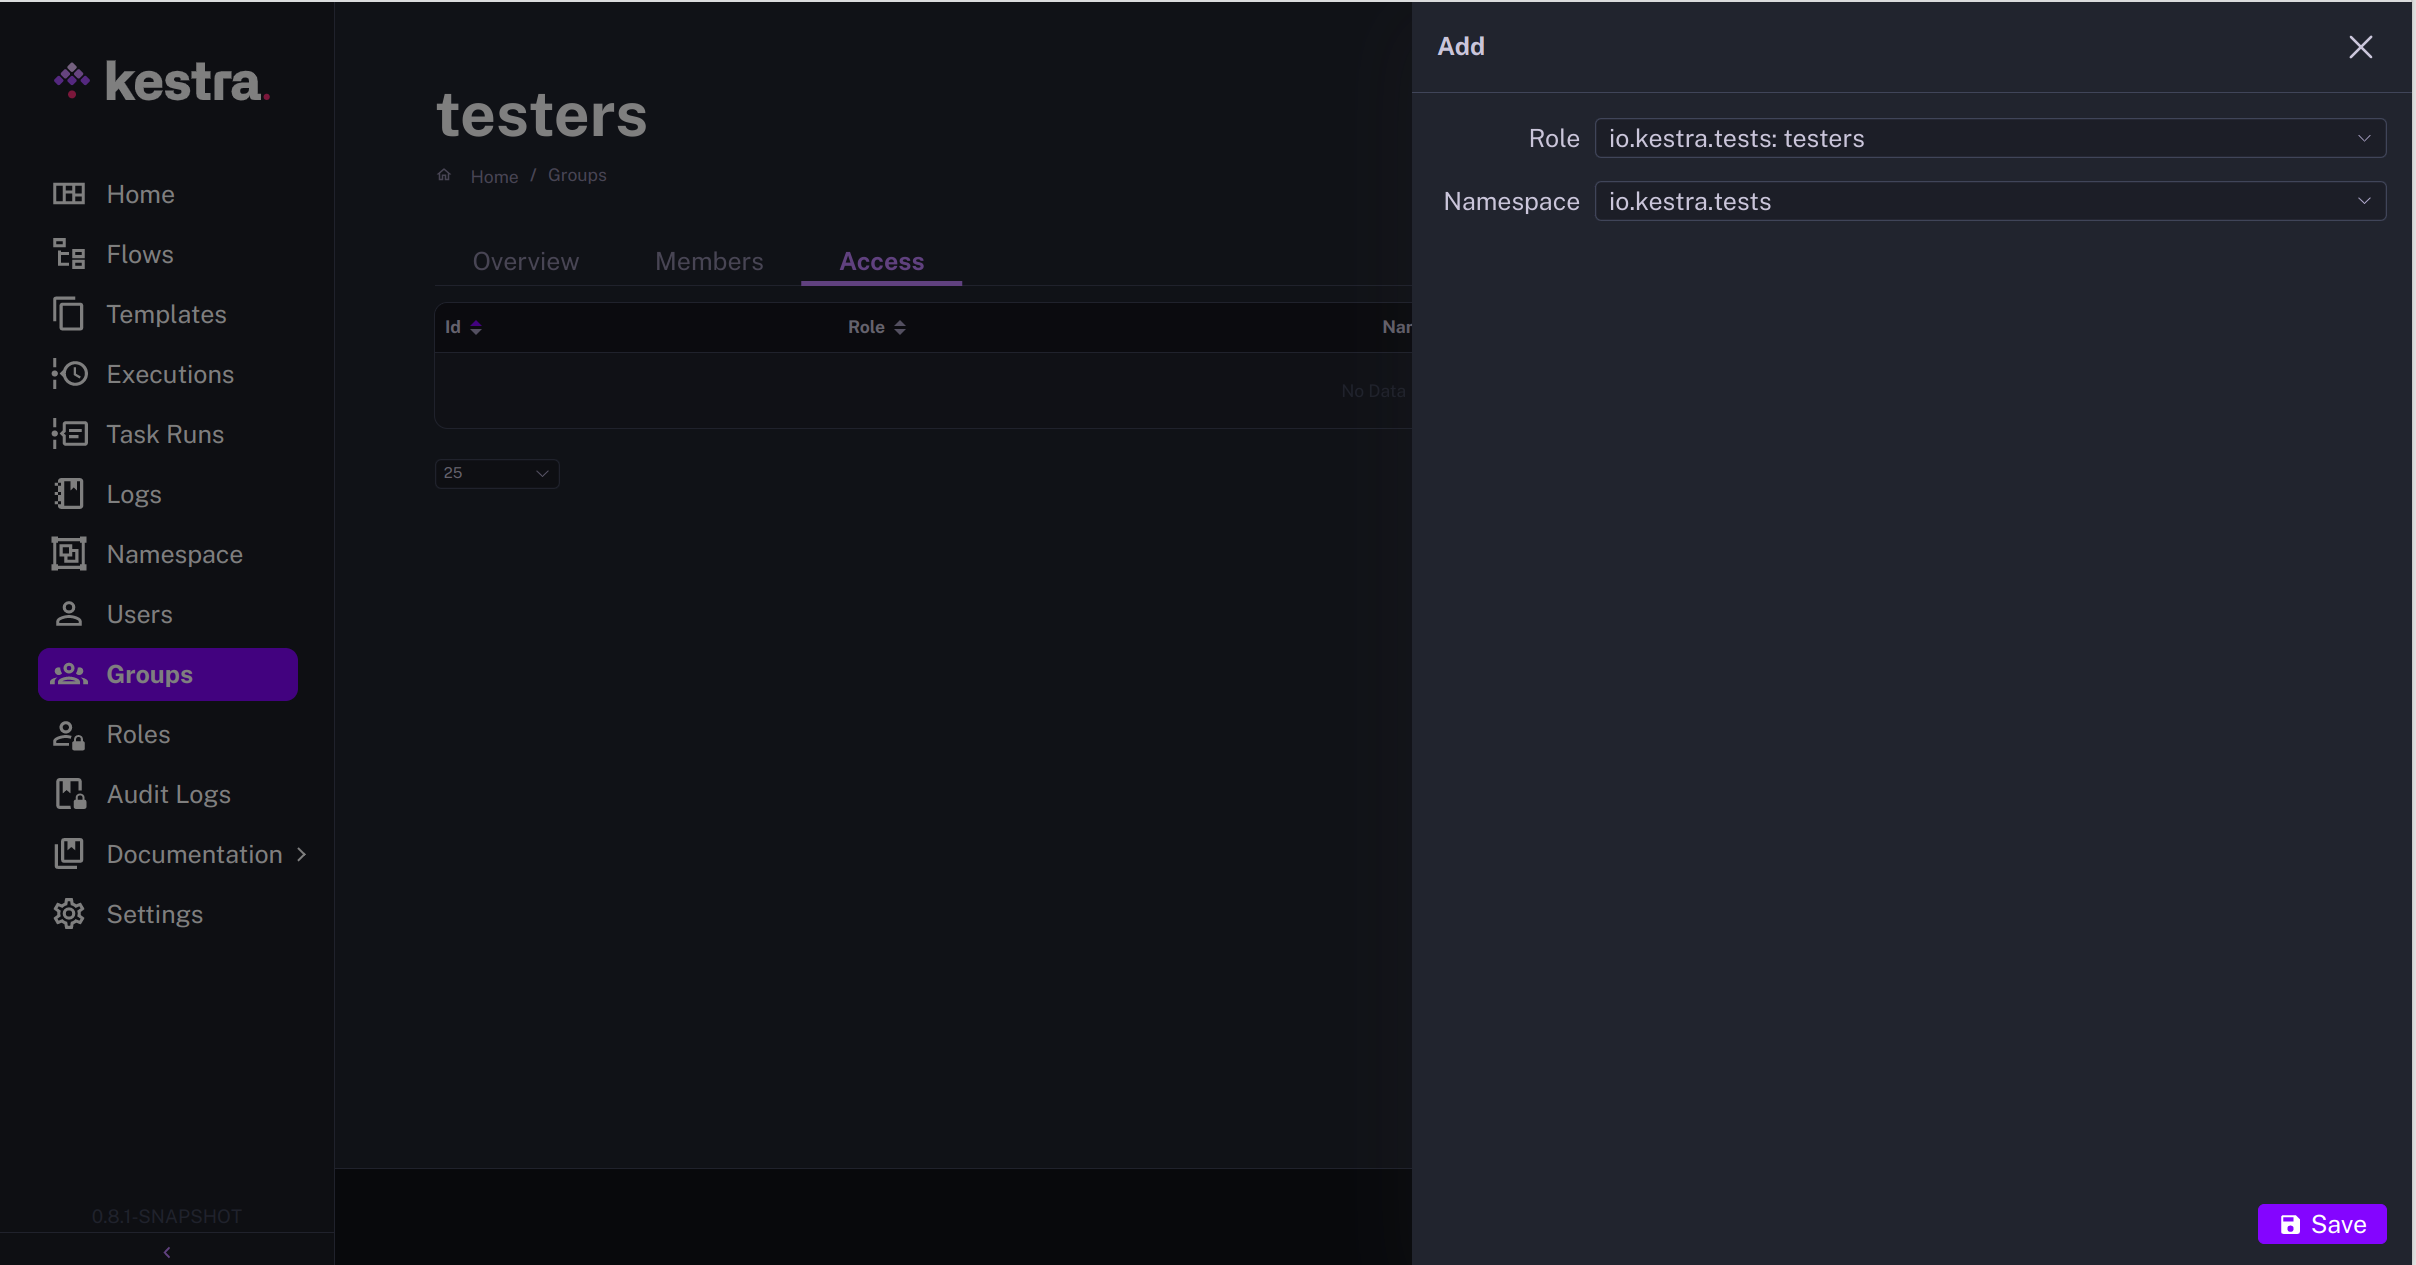 kestra.
Home
Flows
Templates
Executions
Task Runs
Logs
Namespace
Users
Groups
Roles
Audit Logs
Documentation
Settings
0.8.1-SNAPSHOT
testers
Home / Groups
Overview Members Access
Id Role Nar
No Data
25
Add
Role io.kestra.tests: testers
Namespace io.kestra.tests
Save